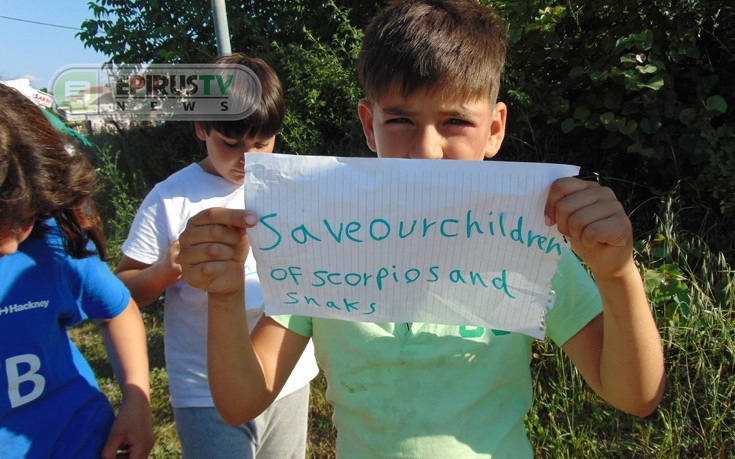 EPIRUSTV
NEWS
Hackney
B
Saveourchildren
of scorpios and
snaks